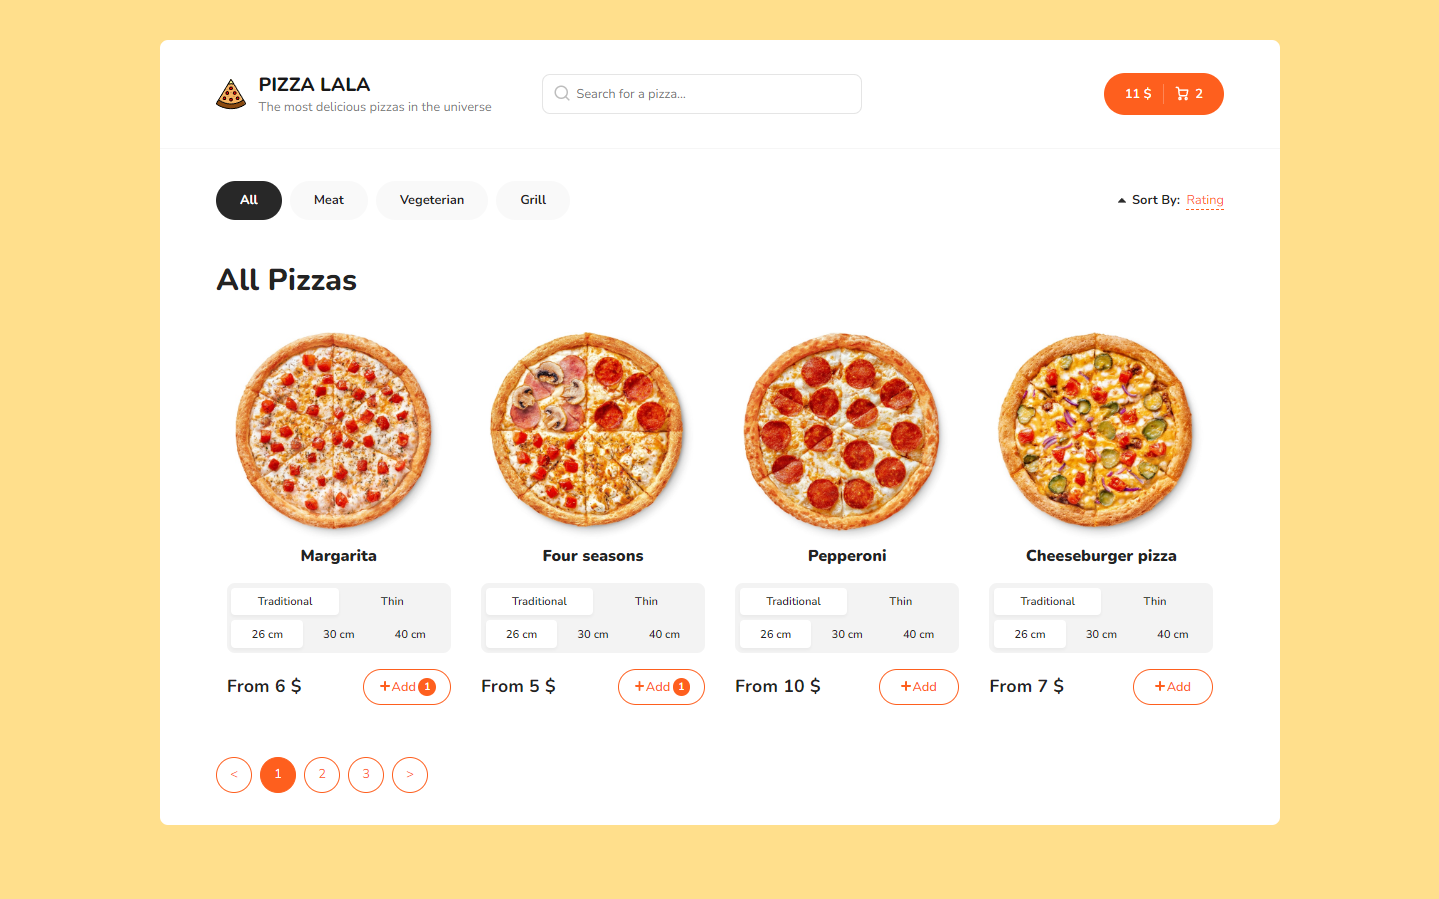 PIZZA LALA
The most delicious pizzas in the universe
Search for a pizza...
11 $ 2
All Meat Vegeterian Grill
Sort By: Rating
All Pizzas
Margarita
Traditional Thin
26 cm 30 cm 40 cm
From 6 $ +Add 1
Four seasons
Traditional Thin
26 cm 30 cm 40 cm
From 5 $ +Add 1
Pepperoni
Traditional Thin
26 cm 30 cm 40 cm
From 10 $ +Add
Cheeseburger pizza
Traditional Thin
26 cm 30 cm 40 cm
From 7 $ +Add
< 1 2 3 >